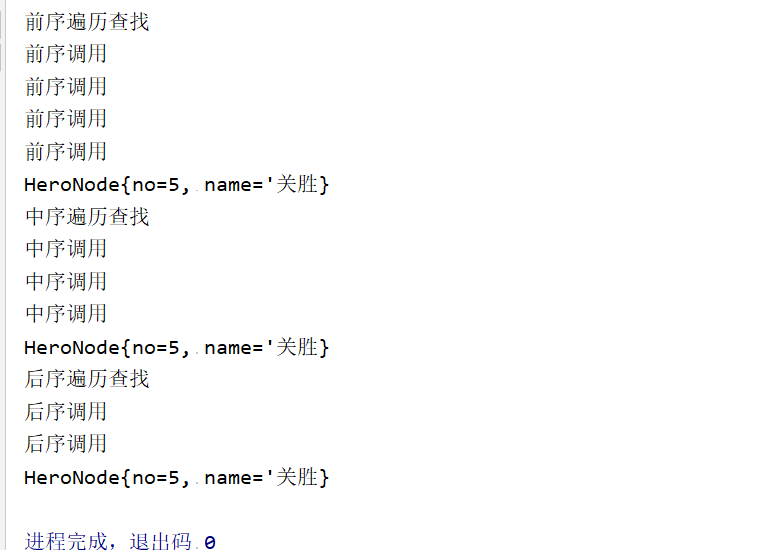 前序遍历查找
前序调用
前序调用
前序调用
前序调用
HeroNode{no=5, name='关胜}
中序遍历查找
中序调用
中序调用
中序调用
HeroNode{no=5, name='关胜}
后序遍历查找
后序调用
后序调用
HeroNode{no=5, name='关胜}
进程完成，退出码 0